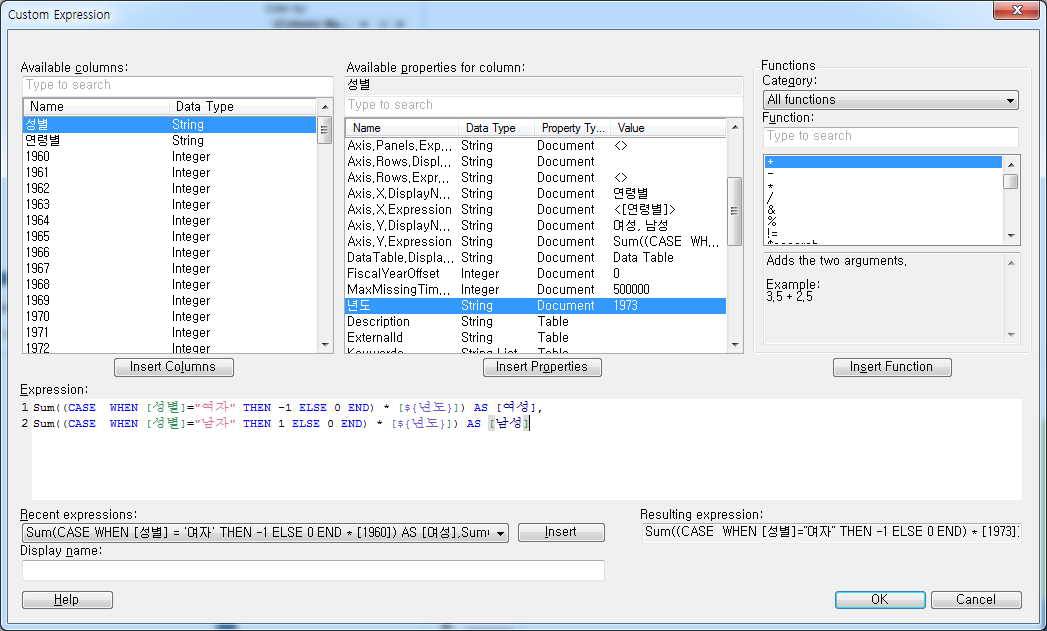 Custom Expression
Available columns:
Type to search
Name Data Type
성별 String
연령별 String
1960 Integer
1961 Integer
1962 Integer
1963 Integer
1964 Integer
1965 Integer
1966 Integer
1967 Integer
1968 Integer
1969 Integer
1970 Integer
1971 Integer
1972 Integer
Insert Columns
Available properties for column:
성별
Type to search
Name Data Type Property Ty... Value
Axis.Panels.Exp... String Document <>
Axis.Rows.Displ... String Document
Axis.Rows.Expr... String Document <>
Axis.X.DisplayN... String Document 연령별
Axis.X.Expression String Document <[연령별]>
Axis.Y.DisplayN... String Document 여성, 남성
Axis.Y.Expression String Document Sum((CASE WH...
DataTable.Displa... String Document Data Table
FiscalYearOffset Integer Document 0
MaxMissingTim... Integer Document 500000
년도 String Document 1973
Description String Table
ExternalId String Table
Keywords String List Table
Insert Properties
Functions
Category:
All functions
Function:
Type to search
+
-
*
/
&
%
!=
Adds the two arguments.
Example:
3.5 + 2.5
Insert Function
Expression:
1 Sum((CASE  WHEN [성별]="여자" THEN -1 ELSE 0 END) * [${년도}]) AS [여성],
2 Sum((CASE  WHEN [성별]="남자" THEN 1 ELSE 0 END) * [${년도}]) AS [남성]
Recent expressions:
Sum(CASE WHEN [성별] = '여자' THEN -1 ELSE 0 END * [1960]) AS [여성],Sum(
Insert
Resulting expression:
Sum((CASE  WHEN [성별]="여자" THEN -1 ELSE 0 END) * [1973])
Display name:
Help
OK
Cancel